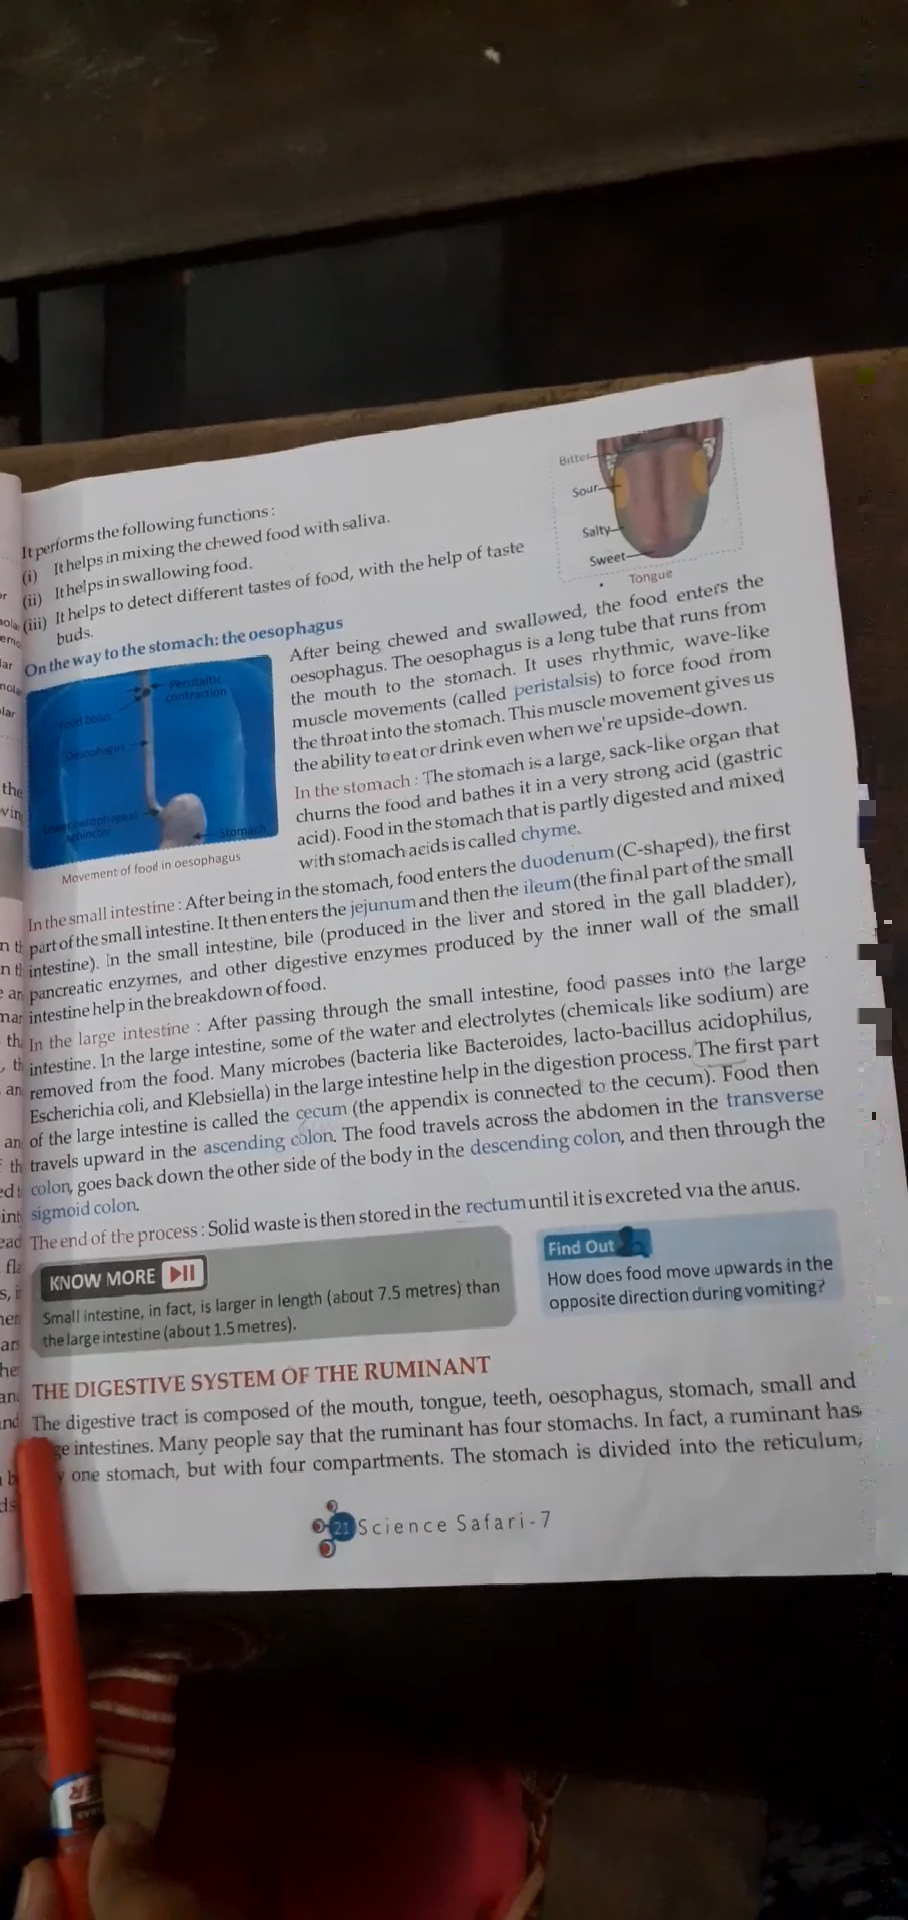 It performs the following functions :
(i) It helps in mixing the chewed food with saliva.
(ii) It helps in swallowing food.
(iii) It helps to detect different tastes of food, with the help of taste
buds.
Bitter
Sour
Salty
Sweet
Tongue
On the way to the stomach: the oesophagus
Peristaltic
contraction
Food bolus
Oesophagus
Lower oesophageal
sphincter
Stomach
Movement of food in oesophagus
After being chewed and swallowed, the food enters the
oesophagus. The oesophagus is a long tube that runs from
the mouth to the stomach. It uses rhythmic, wave-like
muscle movements (called peristalsis) to force food from
the throat into the stomach. This muscle movement gives us
the ability to eat or drink even when we're upside-down.
In the stomach : The stomach is a large, sack-like organ that
churns the food and bathes it in a very strong acid (gastric
acid). Food in the stomach that is partly digested and mixed
with stomach acids is called chyme.
In the small intestine : After being in the stomach, food enters the duodenum (C-shaped), the first
part of the small intestine. It then enters the jejunum and then the ileum (the final part of the small
intestine). In the small intestine, bile (produced in the liver and stored in the gall bladder),
pancreatic enzymes, and other digestive enzymes produced by the inner wall of the small
intestine help in the breakdown of food.
In the large intestine : After passing through the small intestine, food passes into the large
intestine. In the large intestine, some of the water and electrolytes (chemicals like sodium) are
removed from the food. Many microbes (bacteria like Bacteroides, lacto-bacillus acidophilus,
Escherichia coli, and Klebsiella) in the large intestine help in the digestion process. The first part
of the large intestine is called the cecum (the appendix is connected to the cecum). Food then
travels upward in the ascending colon. The food travels across the abdomen in the transverse
colon, goes back down the other side of the body in the descending colon, and then through the
sigmoid colon.
The end of the process : Solid waste is then stored in the rectum until it is excreted via the anus.
KNOW MORE
Small intestine, in fact, is larger in length (about 7.5 metres) than
the large intestine (about 1.5 metres).
Find Out
How does food move upwards in the
opposite direction during vomiting?
THE DIGESTIVE SYSTEM OF THE RUMINANT
The digestive tract is composed of the mouth, tongue, teeth, oesophagus, stomach, small and
intestines. Many people say that the ruminant has four stomachs. In fact, a ruminant has
one stomach, but with four compartments. The stomach is divided into the reticulum,
21 Science Safari-7